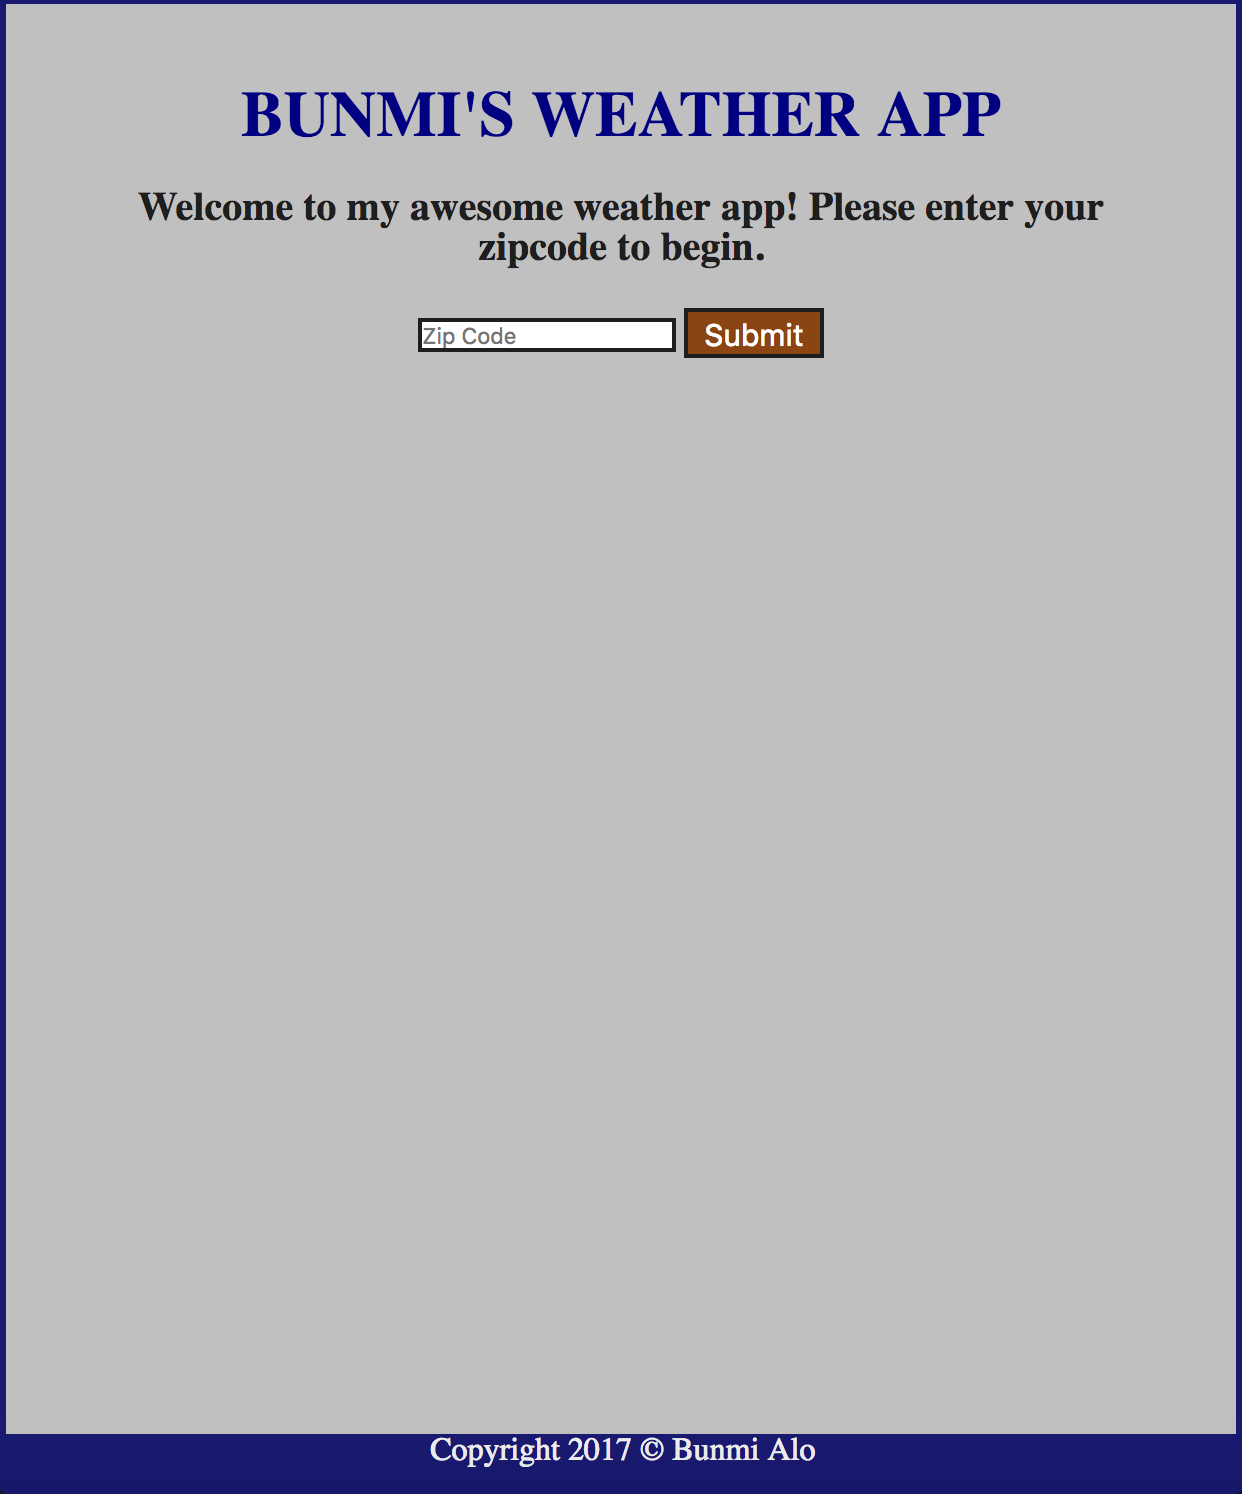 BUNMI'S WEATHER APP
Welcome to my awesome weather app! Please enter your
zipcode to begin.
Zip Code Submit
Copyright 2017 © Bunmi Alo